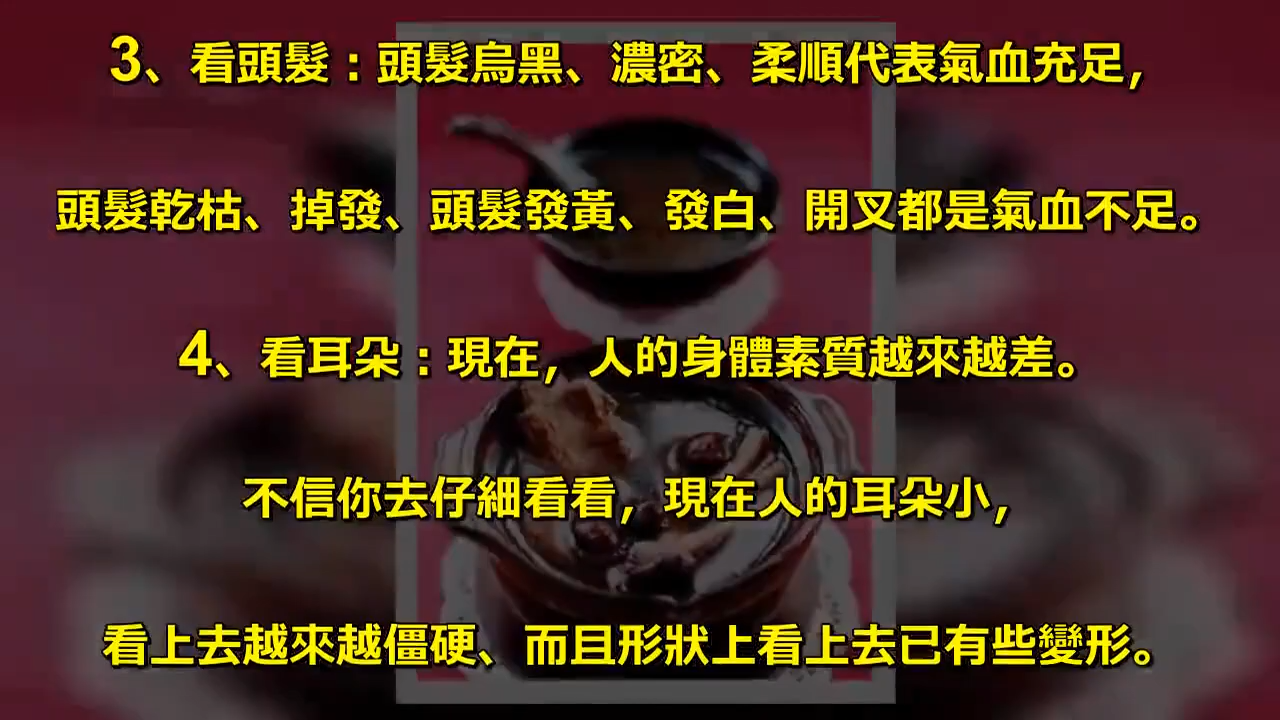 3、看頭髮：頭髮烏黑、濃密、柔順代表氣血充足，
頭髮乾枯、掉發、頭髮發黃、發白、開叉都是氣血不足。
4、看耳朵：現在，人的身體素質越來越差。
不信你去仔細看看，現在人的耳朵小，
看上去越來越僵硬、而且形狀上看上去已有些變形。